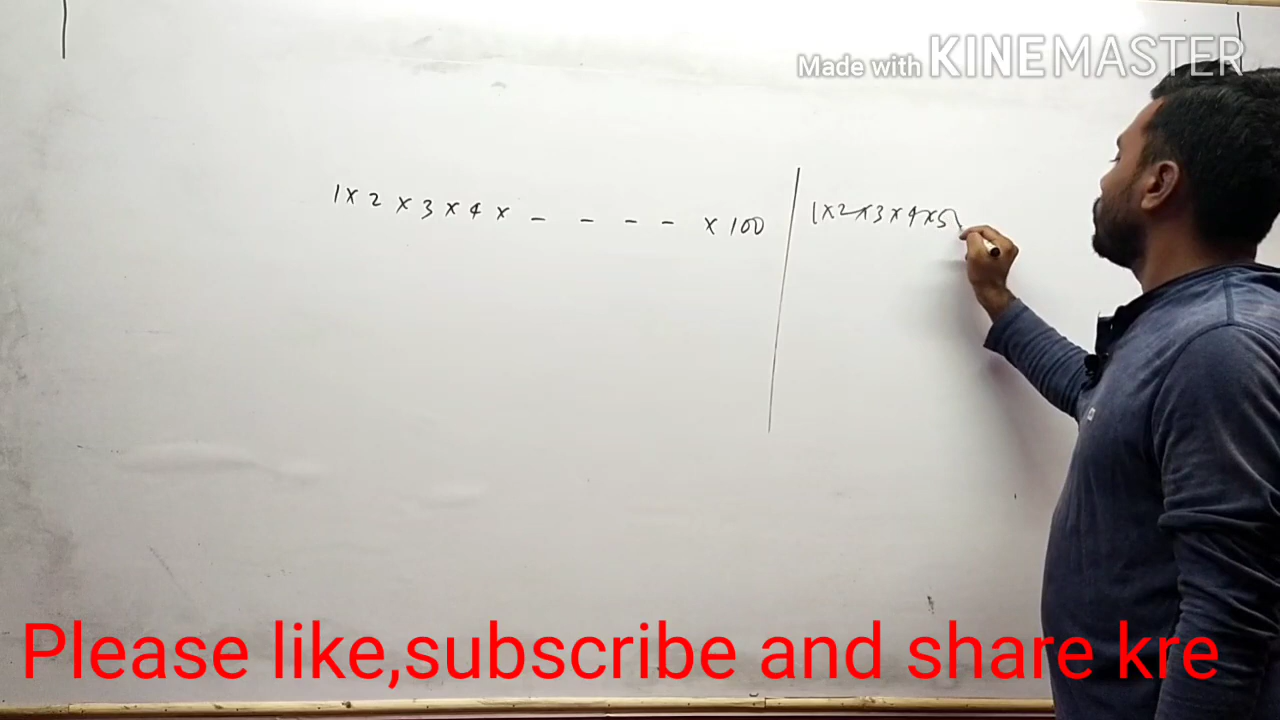 Made with KINEMASTER
1 x 2 x 3 x 4 x - - - - x 100
1 x 2 x 3 x 4 x 5
Please like,subscribe and share kre